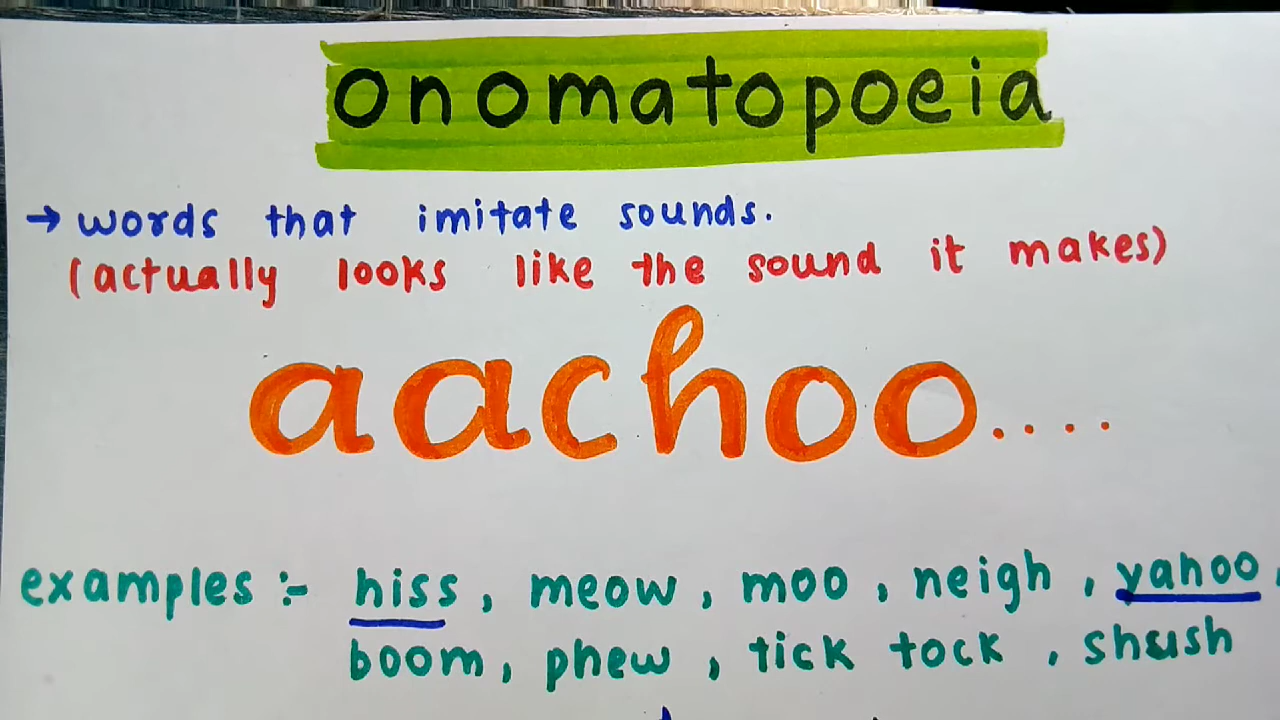 onomatopoeia
→ words that imitate sounds.
(actually looks like the sound it makes)
aachoo....
examples :- hiss, meow, moo, neigh, yahoo,
boom, phew, tick tock, shush